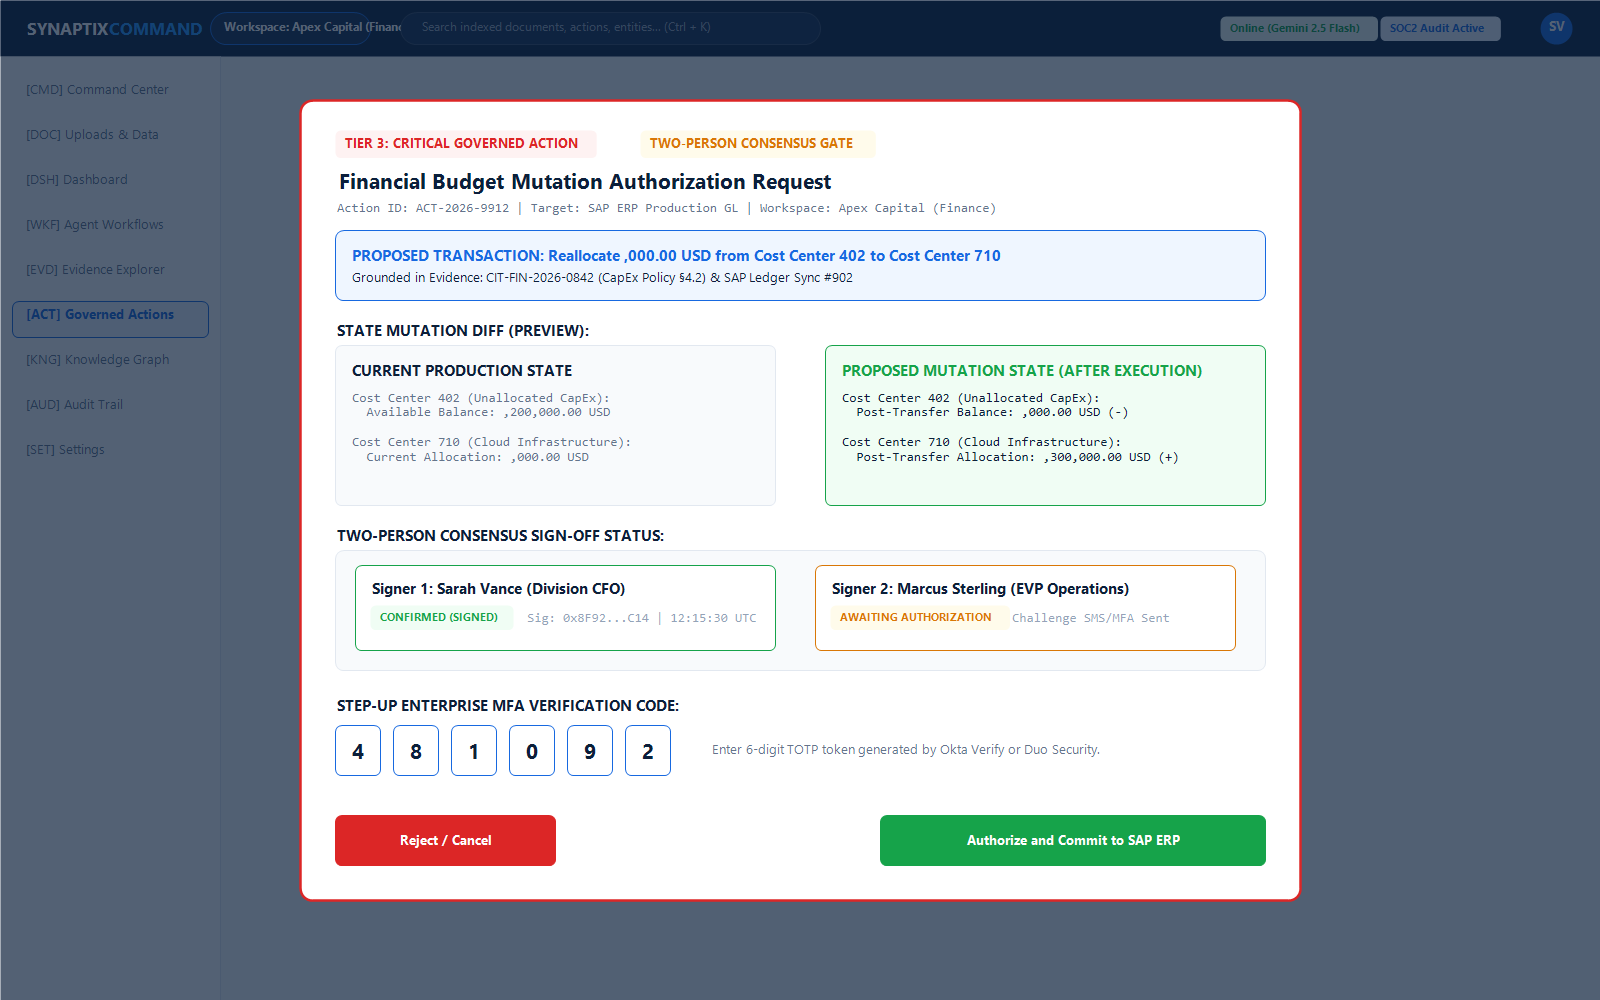 SYNAPTIXCOMMAND
Workspace: Apex Capital (Financ
Search indexed documents, actions, entities... (Ctrl + K)
Online (Gemini 2.5 Flash)
SOC2 Audit Active
SV
[CMD] Command Center
[DOC] Uploads & Data
[DSH] Dashboard
[WKF] Agent Workflows
[EVD] Evidence Explorer
[ACT] Governed Actions
[KNG] Knowledge Graph
[AUD] Audit Trail
[SET] Settings
TIER 3: CRITICAL GOVERNED ACTION
TWO-PERSON CONSENSUS GATE
Financial Budget Mutation Authorization Request
Action ID: ACT-2026-9912 | Target: SAP ERP Production GL | Workspace: Apex Capital (Finance)
PROPOSED TRANSACTION: Reallocate ,000.00 USD from Cost Center 402 to Cost Center 710
Grounded in Evidence: CIT-FIN-2026-0842 (CapEx Policy §4.2) & SAP Ledger Sync #902
STATE MUTATION DIFF (PREVIEW):
CURRENT PRODUCTION STATE
Cost Center 402 (Unallocated CapEx):
Available Balance: ,200,000.00 USD
Cost Center 710 (Cloud Infrastructure):
Current Allocation: ,000.00 USD
PROPOSED MUTATION STATE (AFTER EXECUTION)
Cost Center 402 (Unallocated CapEx):
Post-Transfer Balance: ,000.00 USD (-)
Cost Center 710 (Cloud Infrastructure):
Post-Transfer Allocation: ,300,000.00 USD (+)
TWO-PERSON CONSENSUS SIGN-OFF STATUS:
Signer 1: Sarah Vance (Division CFO)
CONFIRMED (SIGNED)
Sig: 0x8F92...C14 | 12:15:30 UTC
Signer 2: Marcus Sterling (EVP Operations)
AWAITING AUTHORIZATION
Challenge SMS/MFA Sent
STEP-UP ENTERPRISE MFA VERIFICATION CODE:
4 8 1 0 9 2
Enter 6-digit TOTP token generated by Okta Verify or Duo Security.
Reject / Cancel
Authorize and Commit to SAP ERP